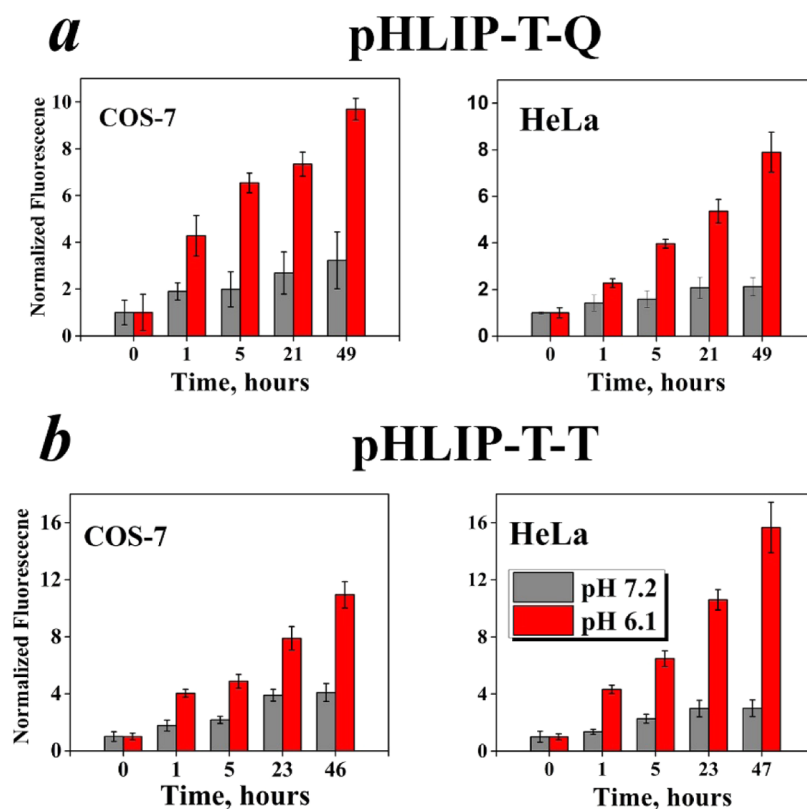 a pHLIP-T-Q
Normalized Fluorescecne
10
8
6
4
2
0
COS-7
0 1 5 21 49
Time, hours
10
8
6
4
2
0
HeLa
0 1 5 21 49
Time, hours
b pHLIP-T-T
Normalized Fluorescecne
16
12
8
4
0
COS-7
0 1 5 23 46
Time, hours
16
12
8
4
0
HeLa
pH 7.2
pH 6.1
0 1 5 23 47
Time, hours